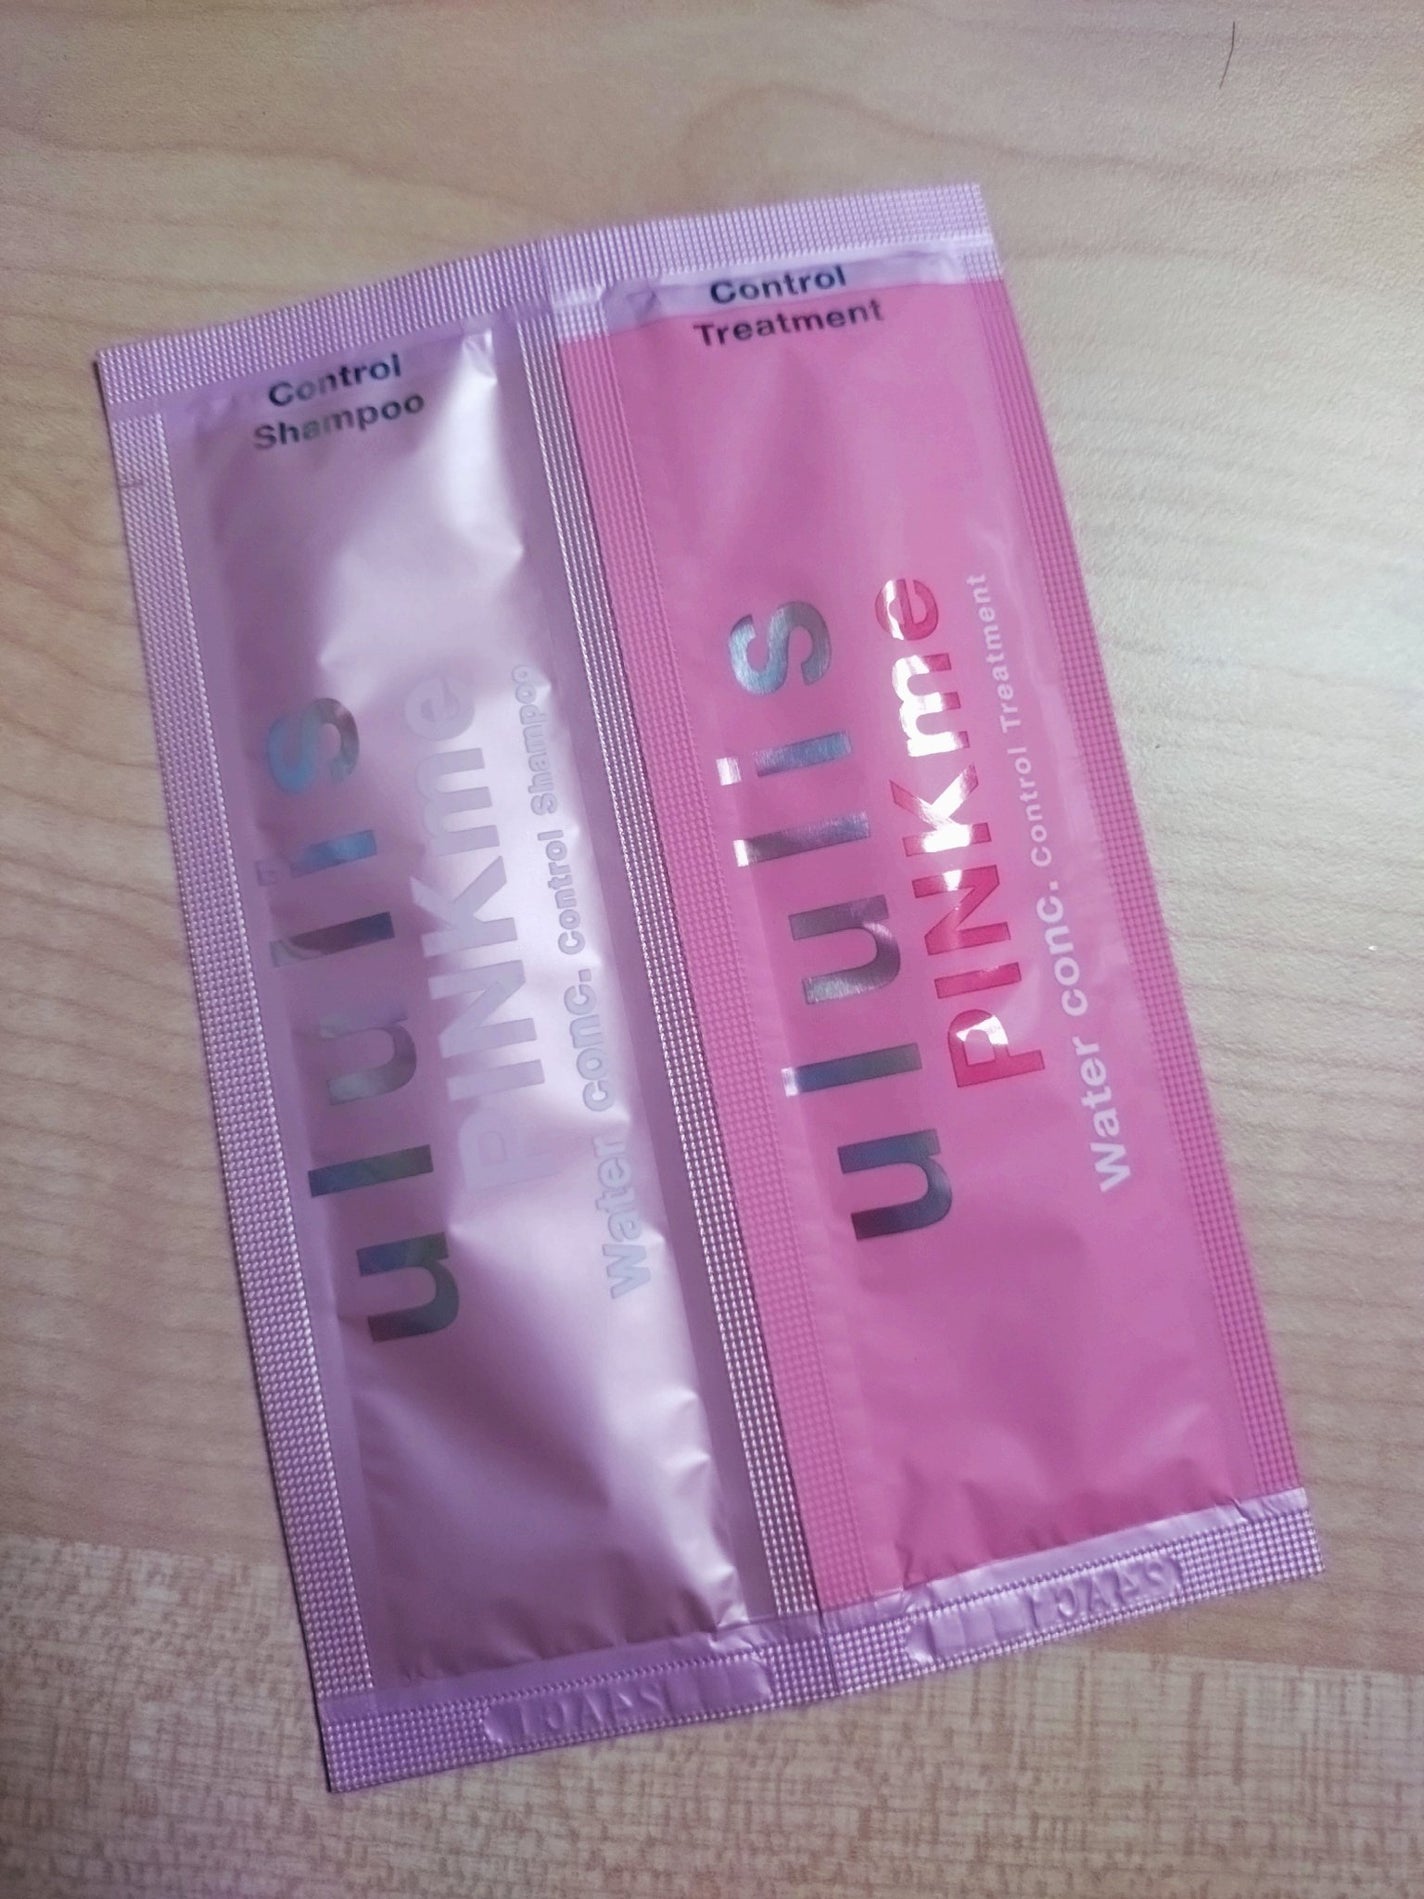 Control
Shampoo
ululis
PINKme
Water conc. Control Shampoo
Control
Treatment
ululis
PINKme
Water conc. Control Treatment